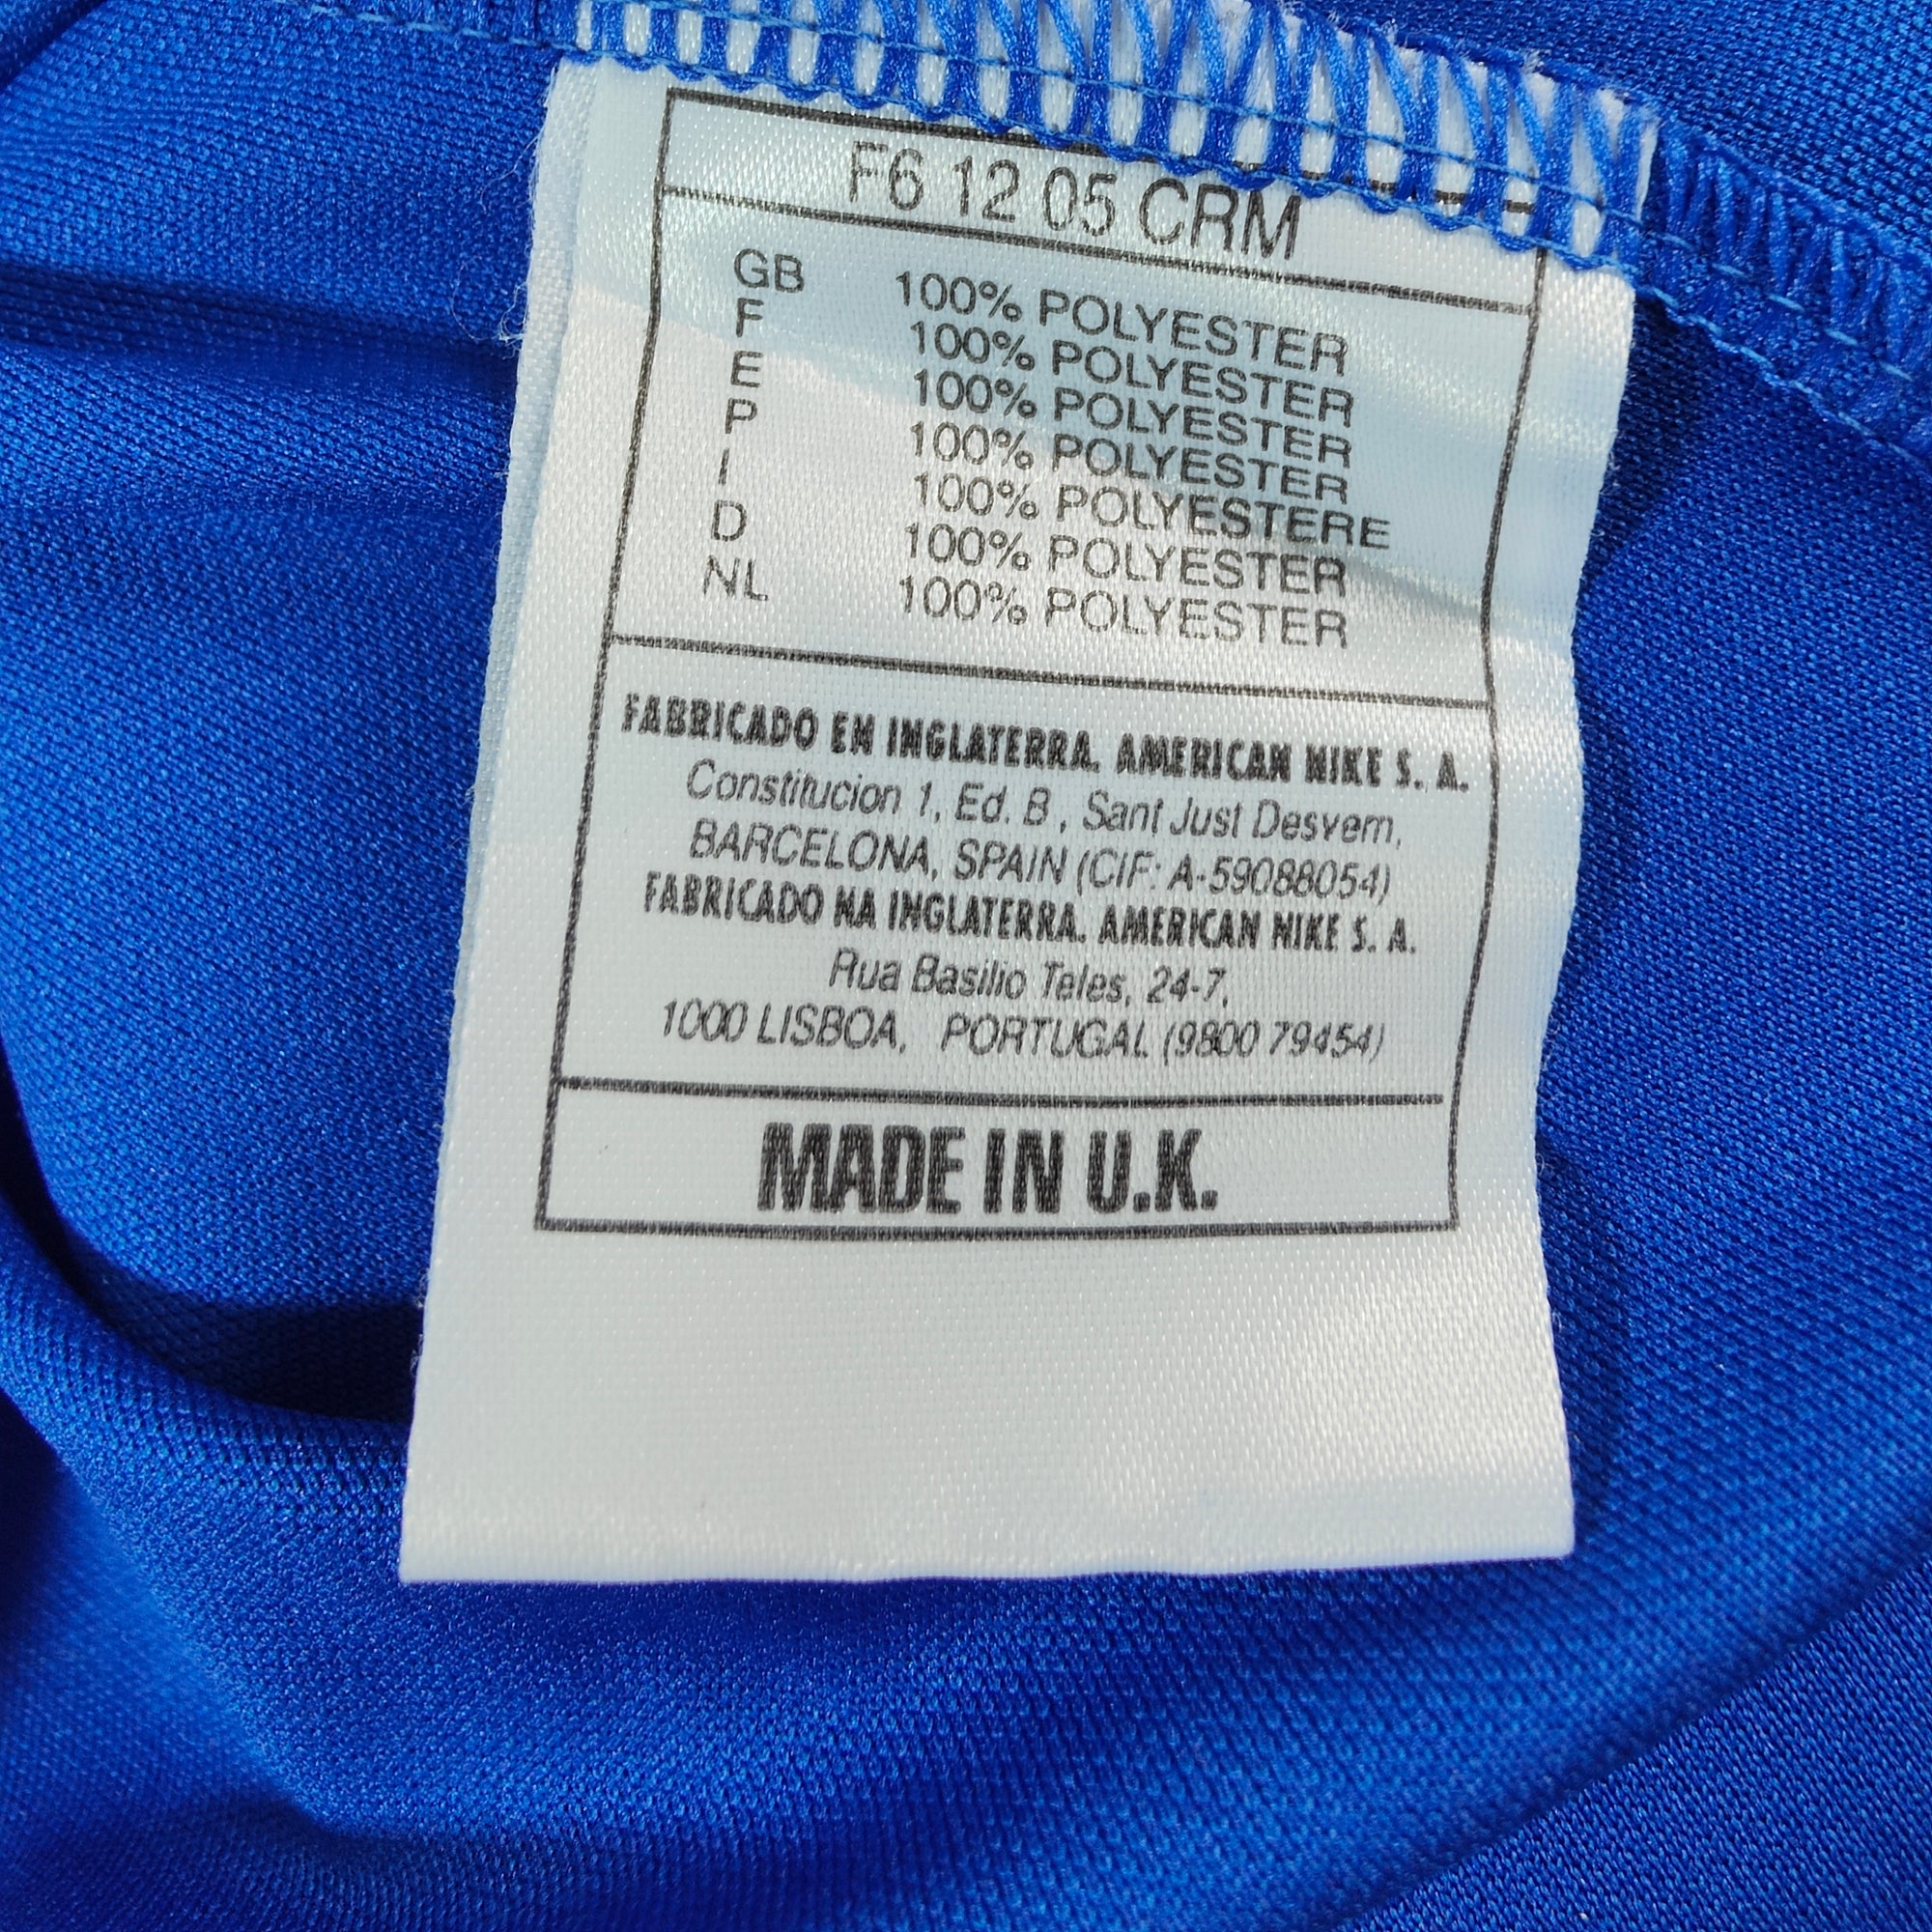 F6 12 05 CRM
GB 100% POLYESTER
F 100% POLYESTER
E 100% POLYESTER
P 100% POLYESTER
I 100% POLYESTERE
D 100% POLYESTER
NL 100% POLYESTER
FABRICADO EN INGLATERRA. AMERICAN NIKE S. A.
Constitucion 1, Ed. B , Sant Just Desvern,
BARCELONA, SPAIN (CIF: A-59088054)
FABRICADO NA INGLATERRA. AMERICAN NIKE S. A.
Rua Basilio Teles, 24-7,
1000 LISBOA, PORTUGAL (9800 79454)
MADE IN U.K.